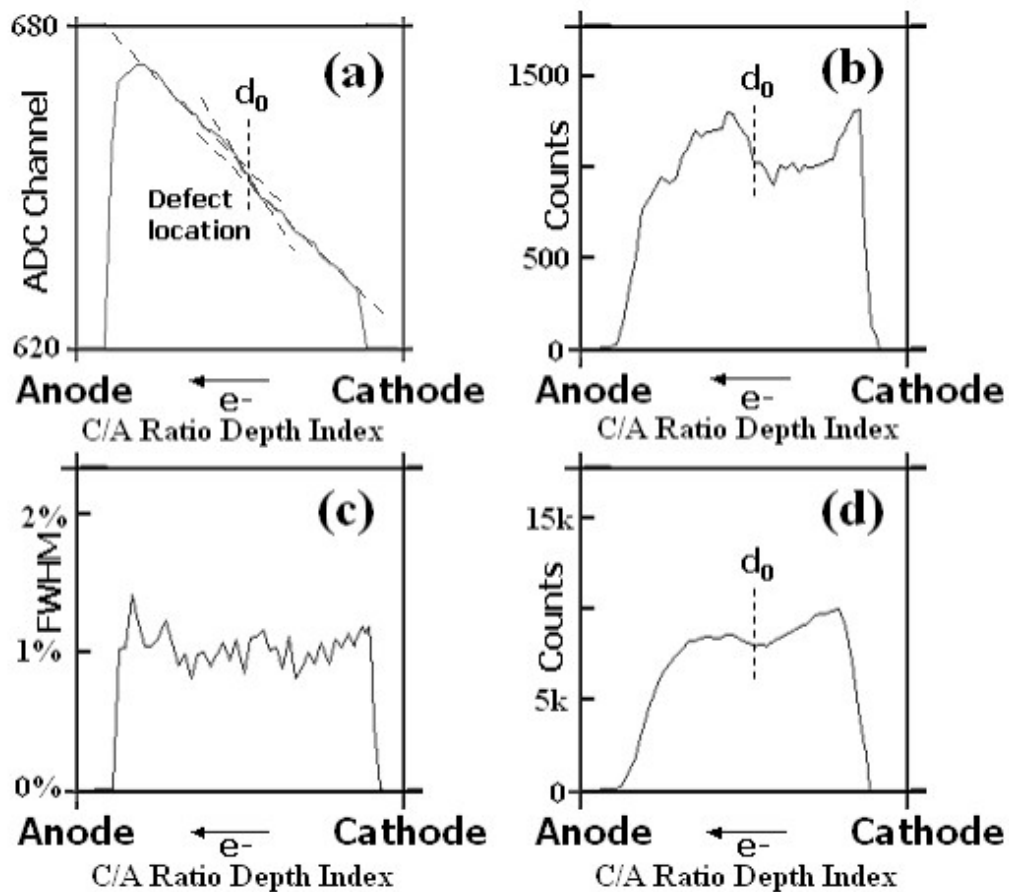 680
(a)
d0
ADC Channel
Defect
location
620
Anode
e-
Cathode
C/A Ratio Depth Index
(b)
1500
d0
Counts
500
0
Anode
e-
Cathode
C/A Ratio Depth Index
(c)
2%
FWHM
1%
0%
Anode
e-
Cathode
C/A Ratio Depth Index
(d)
15k
d0
Counts
5k
0
Anode
e-
Cathode
C/A Ratio Depth Index